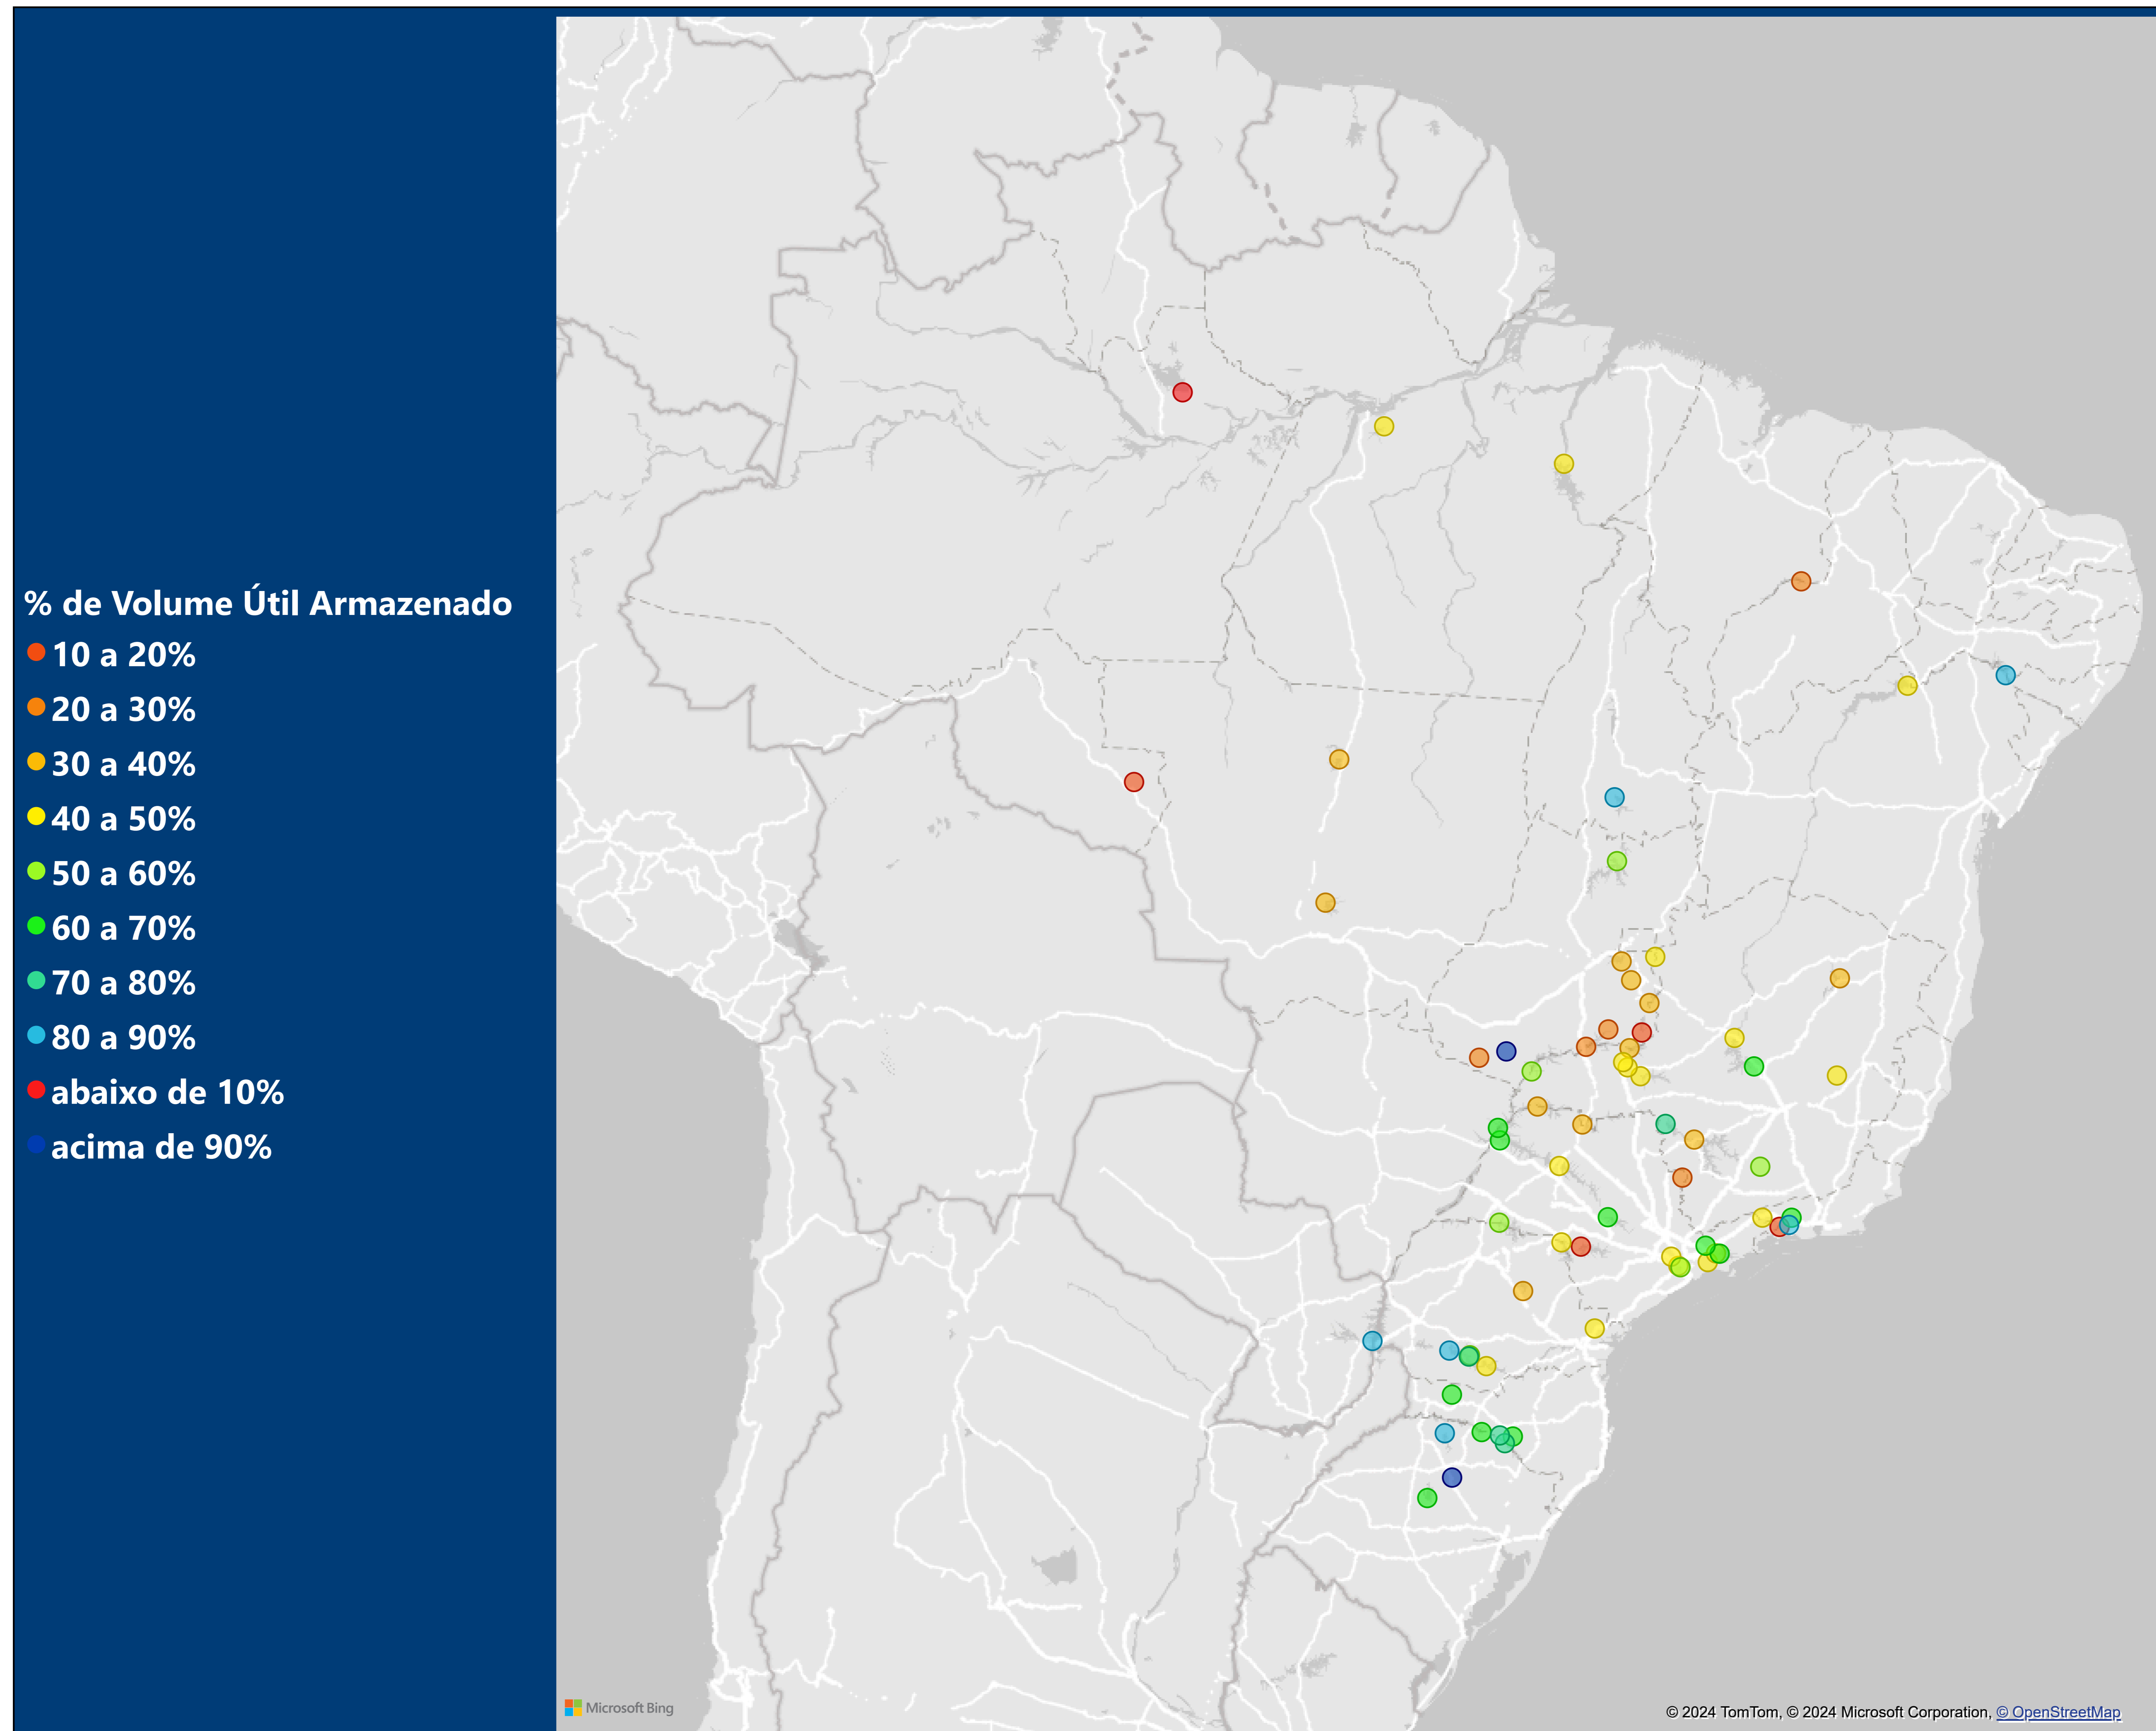 % de Volume Útil Armazenado
10 a 20%
20 a 30%
30 a 40%
40 a 50%
50 a 60%
60 a 70%
70 a 80%
80 a 90%
abaixo de 10%
acima de 90%
Microsoft Bing
© 2024 TomTom, © 2024 Microsoft Corporation, © OpenStreetMap